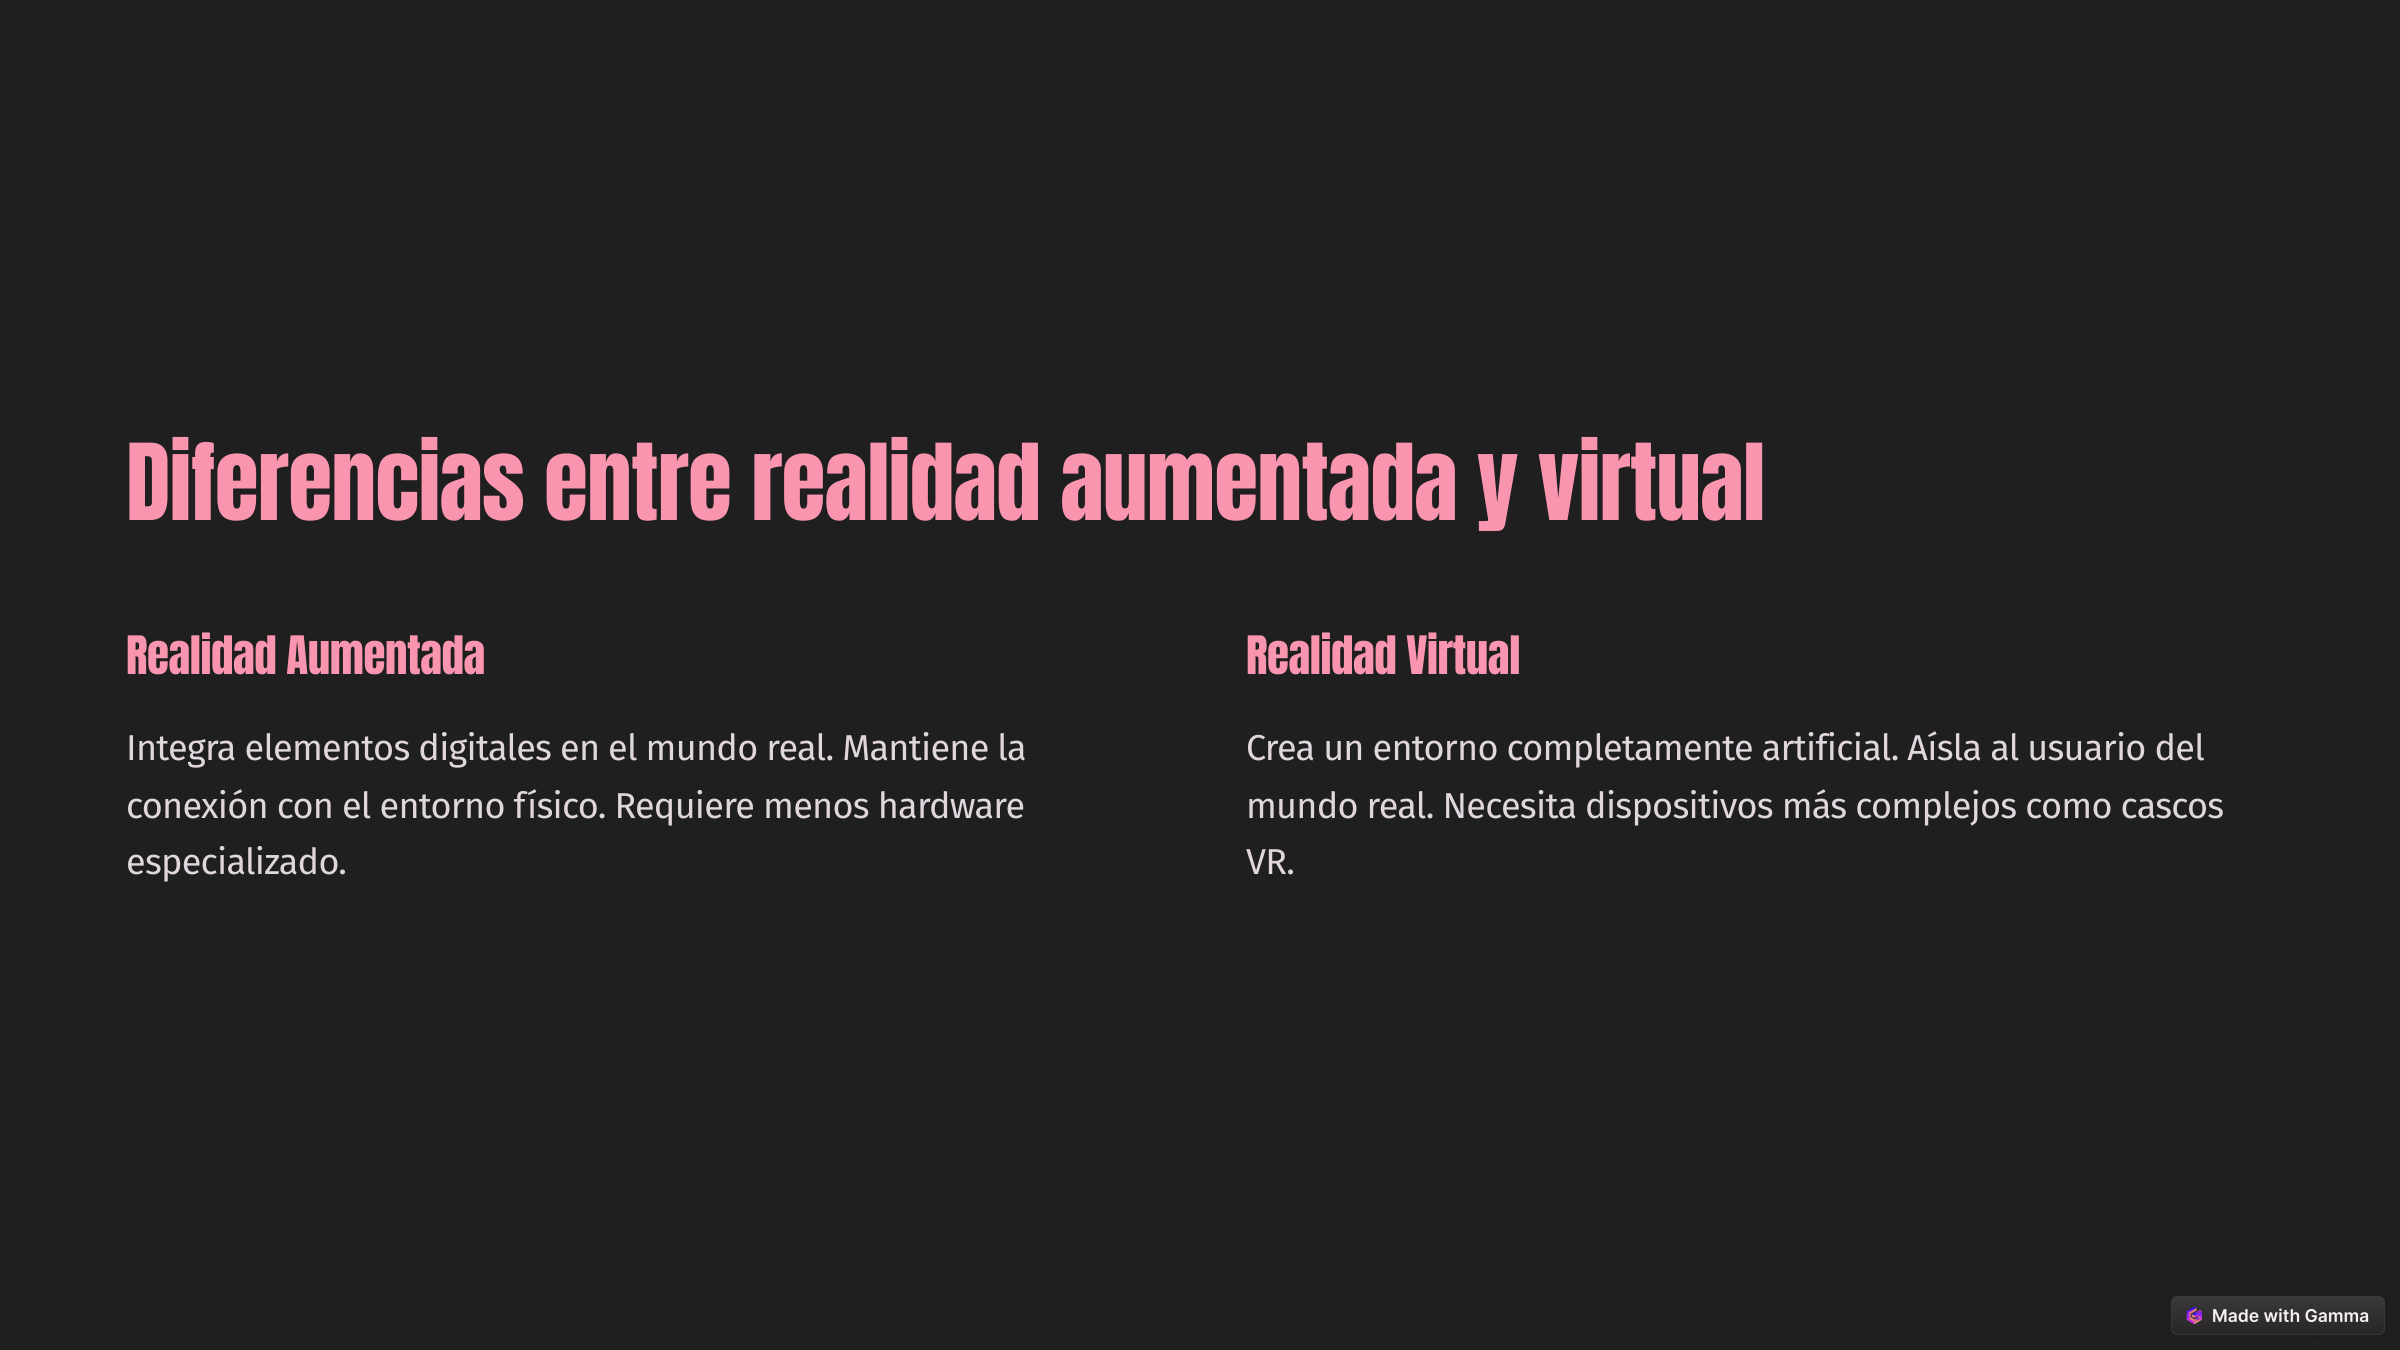 Diferencias entre realidad aumentada y virtual
Realidad Aumentada
Integra elementos digitales en el mundo real. Mantiene la
conexión con el entorno físico. Requiere menos hardware
especializado.
Realidad Virtual
Crea un entorno completamente artificial. Aísla al usuario del
mundo real. Necesita dispositivos más complejos como cascos
VR.
Made with Gamma